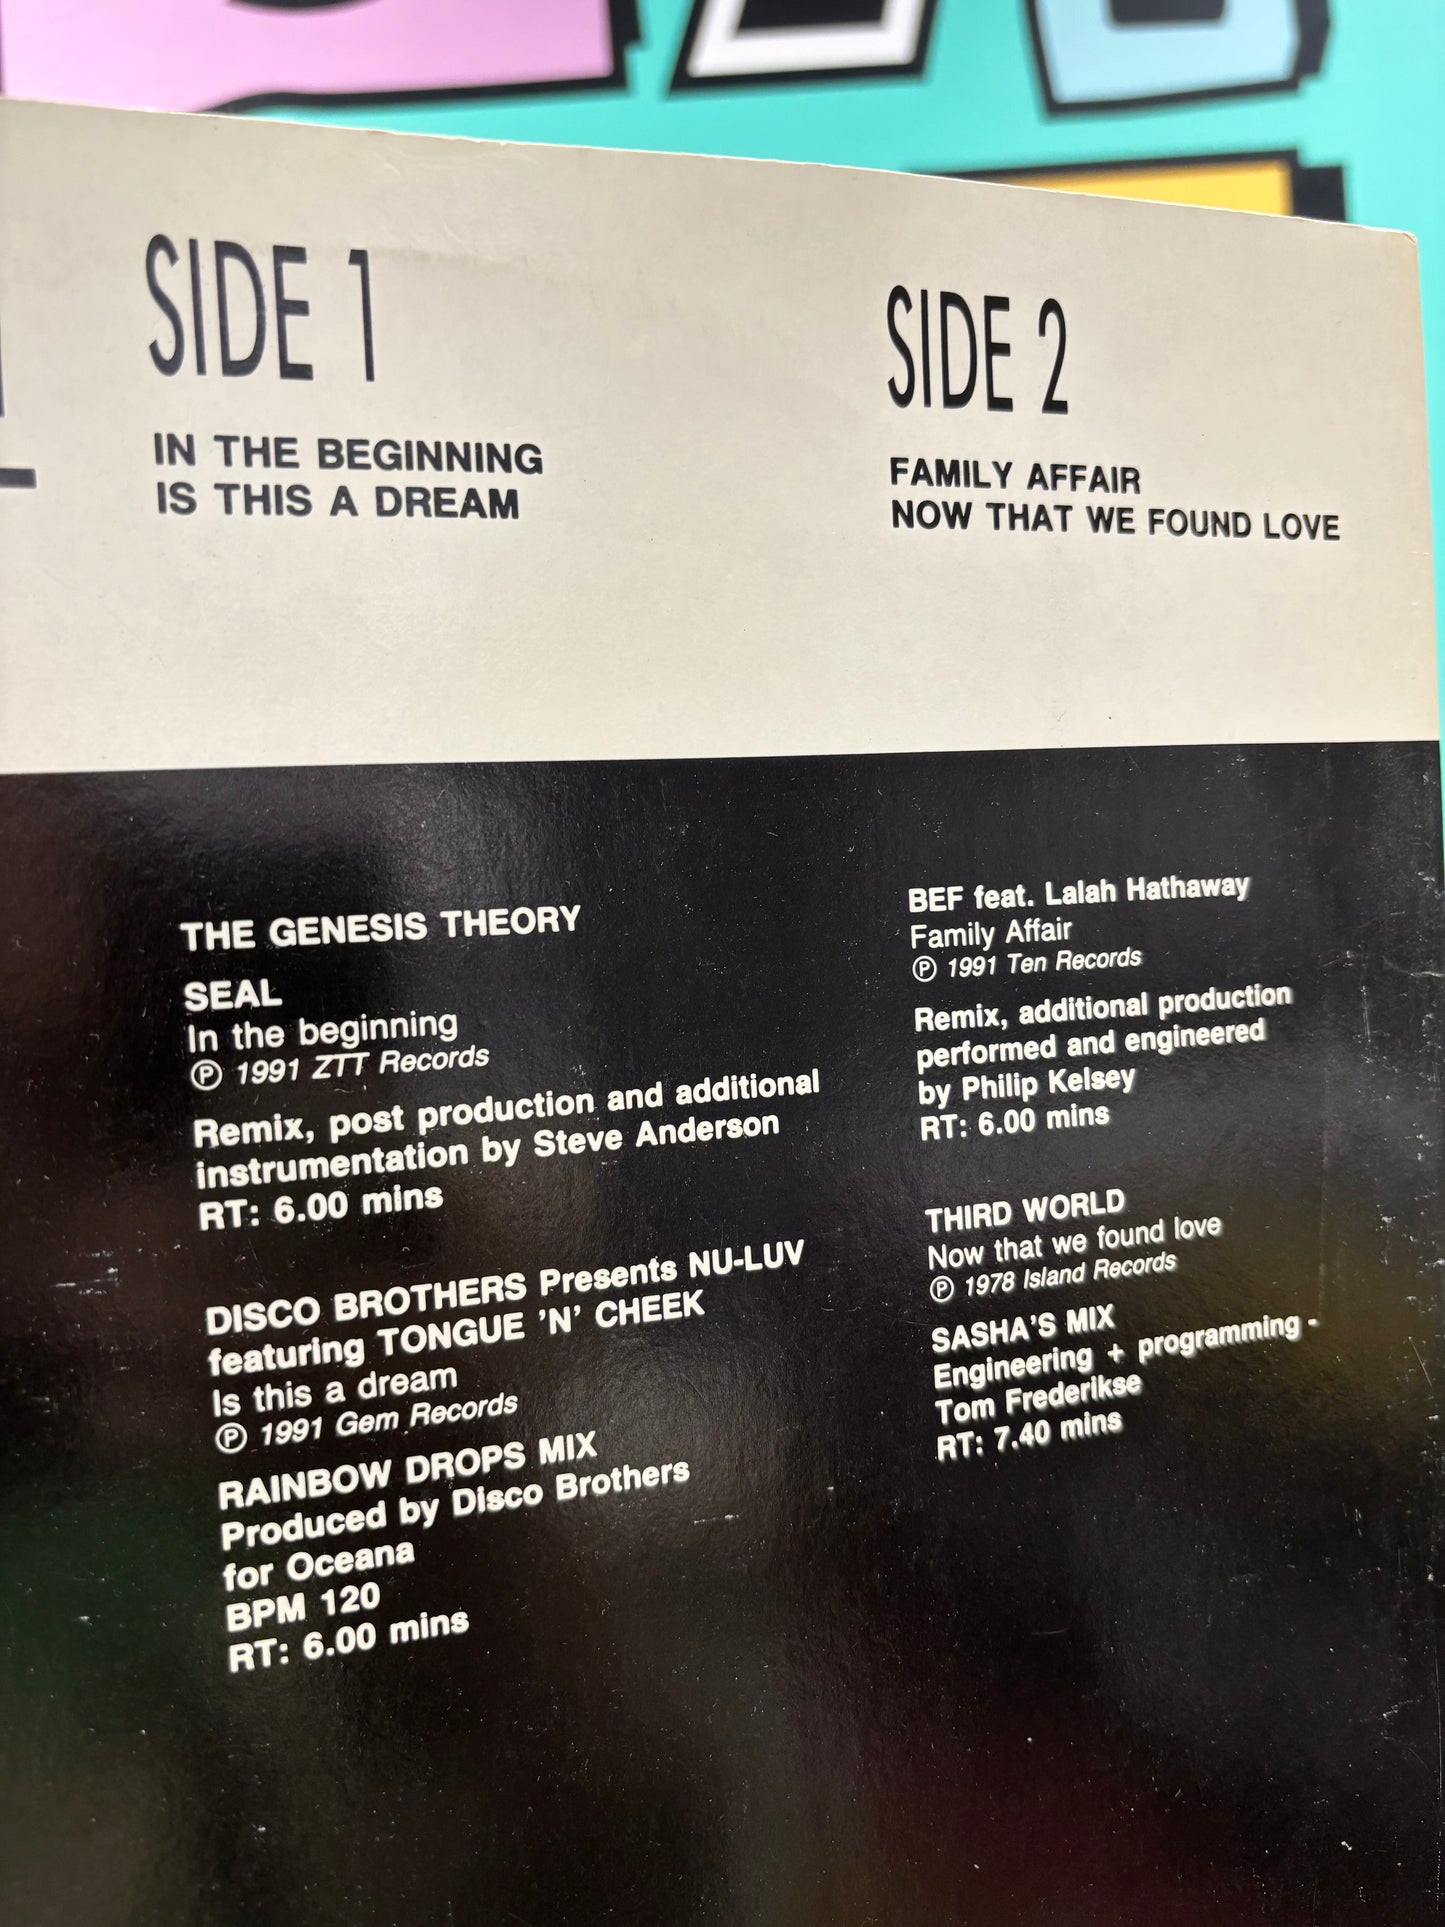 SIDE 1
IN THE BEGINNING
IS THIS A DREAM
SIDE 2
FAMILY AFFAIR
NOW THAT WE FOUND LOVE
THE GENESIS THEORY
SEAL
In the beginning
℗ 1991 ZTT Records
Remix, post production and additional
instrumentation by Steve Anderson
RT: 6.00 mins
DISCO BROTHERS Presents NU-LUV
featuring TONGUE 'N' CHEEK
Is this a dream
℗ 1991 Gem Records
RAINBOW DROPS MIX
Produced by Disco Brothers
for Oceana
BPM 120
RT: 6.00 mins
BEF feat. Lalah Hathaway
Family Affair
℗ 1991 Ten Records
Remix, additional production
performed and engineered
by Philip Kelsey
RT: 6.00 mins
THIRD WORLD
Now that we found love
℗ 1978 Island Records
SASHA'S MIX
Engineering + programming -
Tom Frederikse
RT: 7.40 mins